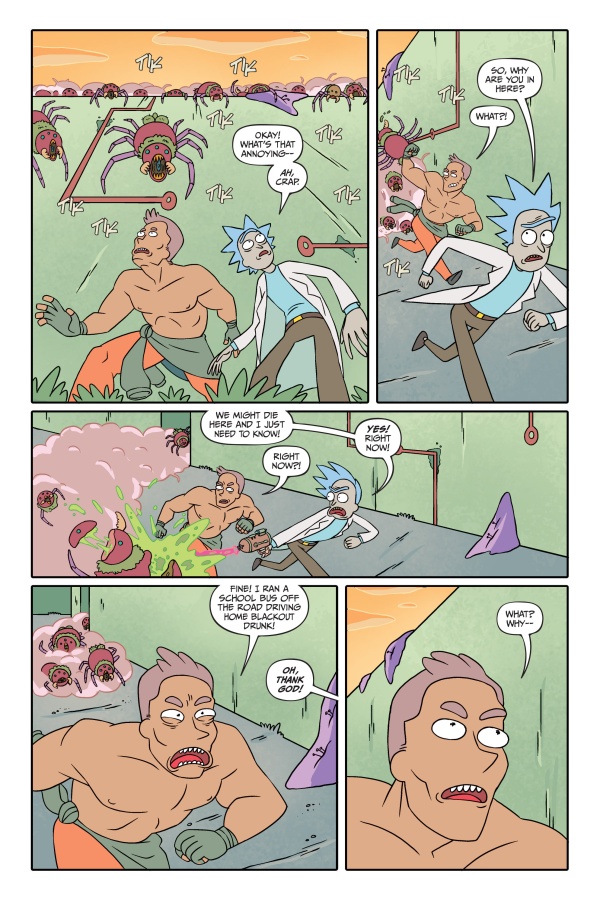 TIK
TIK
TIK
TIK
TIK
TIK
TIK
TIK
OKAY!
WHAT'S THAT
ANNOYING--
AH,
CRAP.
TIK
TIK
TIK
SO, WHY
ARE YOU IN
HERE?
WHAT?!
WE MIGHT DIE
HERE AND I JUST
NEED TO KNOW!
RIGHT
NOW?!
YES!
RIGHT
NOW!
FINE! I RAN A
SCHOOL BUS OFF
THE ROAD DRIVING
HOME BLACKOUT
DRUNK!
OH,
THANK
GOD!
WHAT?
WHY--